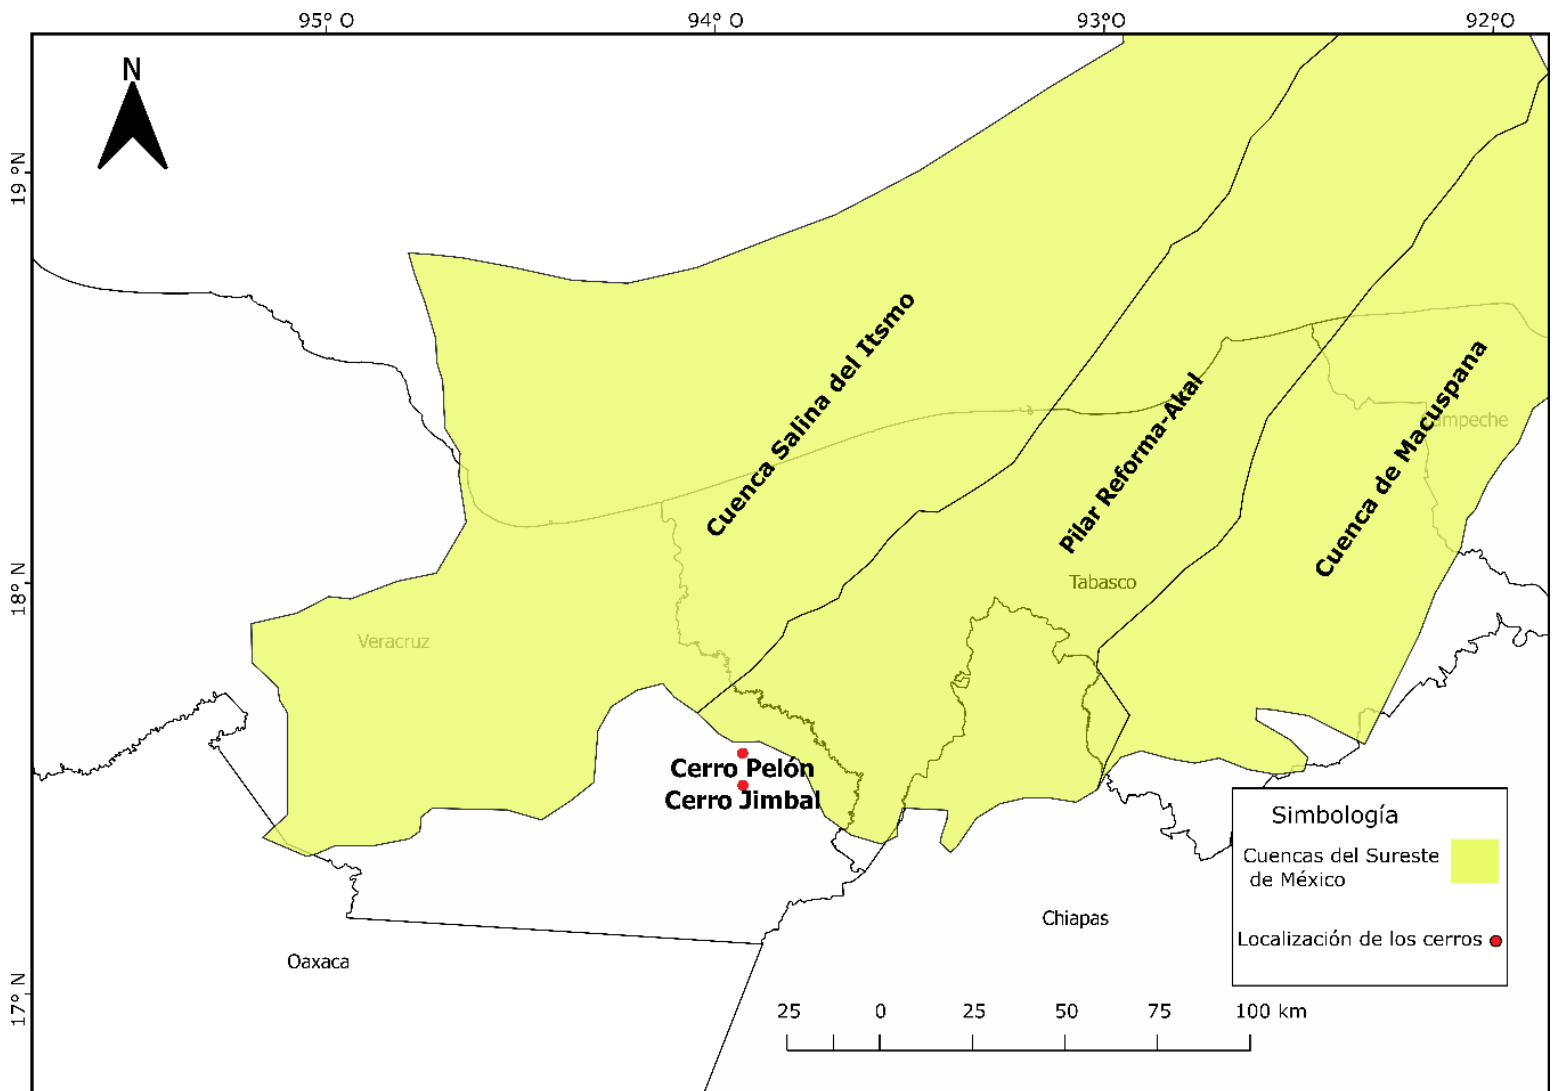 95° O
94° O
93°O
92°O
N
19 °N
18° N
17° N
Cuenca Salina del Itsmo
Pilar Reforma-Akal
Cuenca de Macuspana
Campeche
Tabasco
Veracruz
Cerro Pelón
Cerro Jimbal
Chiapas
Oaxaca
Simbología
Cuencas del Sureste
de México
Localización de los cerros
25 0 25 50 75 100 km